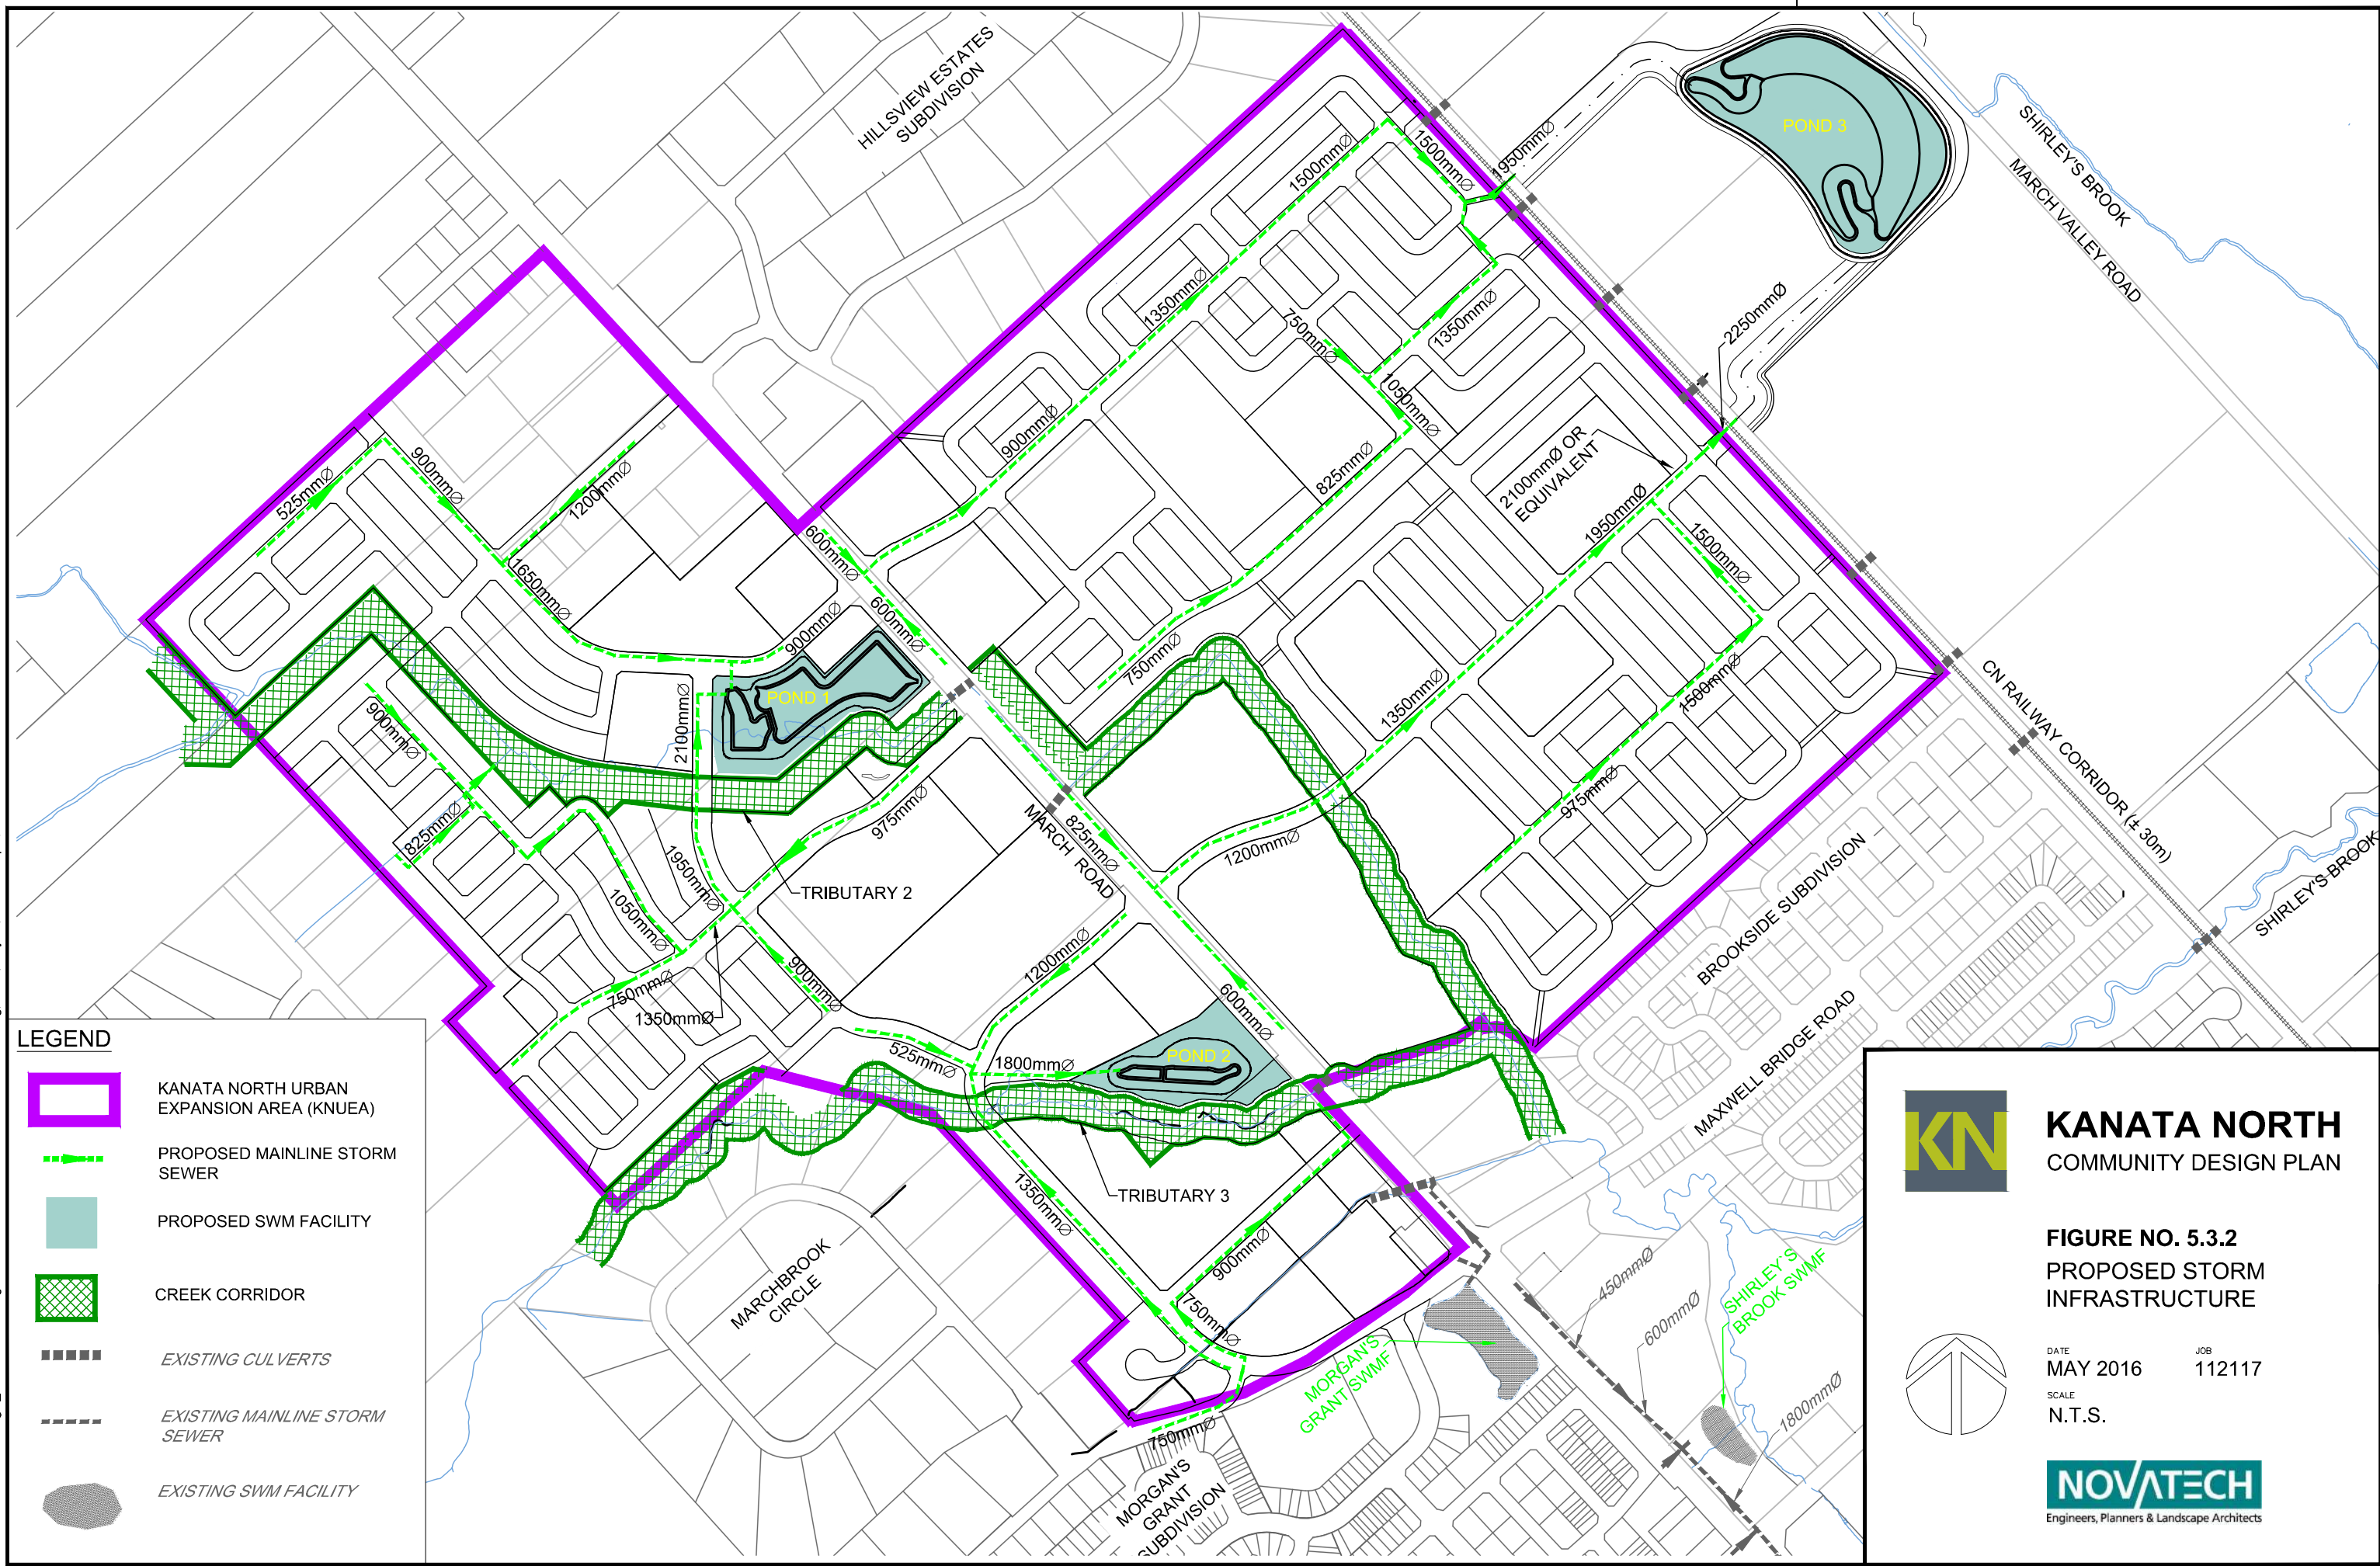 HILLSVIEW ESTATES
SUBDIVISION
POND 3
SHIRLEY'S BROOK
MARCH VALLEY ROAD
1500mmØ
1500mmØ
1950mmØ
1350mmØ
750mmØ
1350mmØ
2250mmØ
1050mmØ
900mmØ
825mmØ
2100mmØ OR
EQUIVALENT
1950mmØ
1500mmØ
525mmØ
900mmØ
1200mmØ
1650mmØ
600mmØ
600mmØ
900mmØ
POND 1
2100mmØ
750mmØ
1350mmØ
1500mmØ
975mmØ
CN RAILWAY CORRIDOR (± 30m)
900mmØ
825mmØ
975mmØ
MARCH ROAD
825mmØ
1200mmØ
TRIBUTARY 2
1950mmØ
1050mmØ
900mmØ
750mmØ
1350mmØ
1200mmØ
600mmØ
BROOKSIDE SUBDIVISION
SHIRLEY'S BROOK
MAXWELL BRIDGE ROAD
525mmØ
1800mmØ
POND 2
TRIBUTARY 3
1350mmØ
900mmØ
750mmØ
750mmØ
MARCHBROOK
CIRCLE
MORGAN'S
GRANT SWMF
MORGAN'S
GRANT
SUBDIVISION
450mmØ
600mmØ
SHIRLEY'S
BROOK SWMF
1800mmØ
LEGEND
KANATA NORTH URBAN
EXPANSION AREA (KNUEA)
PROPOSED MAINLINE STORM
SEWER
PROPOSED SWM FACILITY
CREEK CORRIDOR
EXISTING CULVERTS
EXISTING MAINLINE STORM
SEWER
EXISTING SWM FACILITY
KN
KANATA NORTH
COMMUNITY DESIGN PLAN
FIGURE NO. 5.3.2
PROPOSED STORM
INFRASTRUCTURE
DATE
MAY 2016
JOB
112117
SCALE
N.T.S.
NOVATECH
Engineers, Planners & Landscape Architects